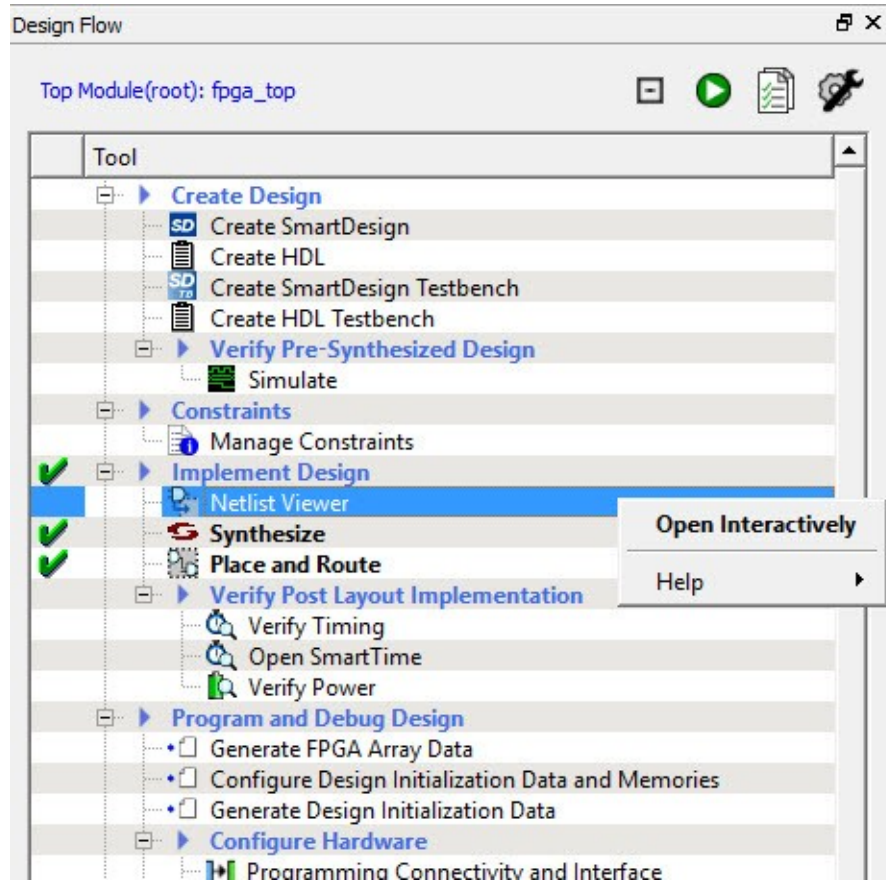 Design Flow
Top Module(root): fpga_top
Tool
Create Design
SD Create SmartDesign
Create HDL
SD TB Create SmartDesign Testbench
Create HDL Testbench
Verify Pre-Synthesized Design
Simulate
Constraints
Manage Constraints
Implement Design
Netlist Viewer
Open Interactively
Synthesize
Place and Route
Help
Verify Post Layout Implementation
Verify Timing
Open SmartTime
Verify Power
Program and Debug Design
Generate FPGA Array Data
Configure Design Initialization Data and Memories
Generate Design Initialization Data
Configure Hardware
Programming Connectivity and Interface